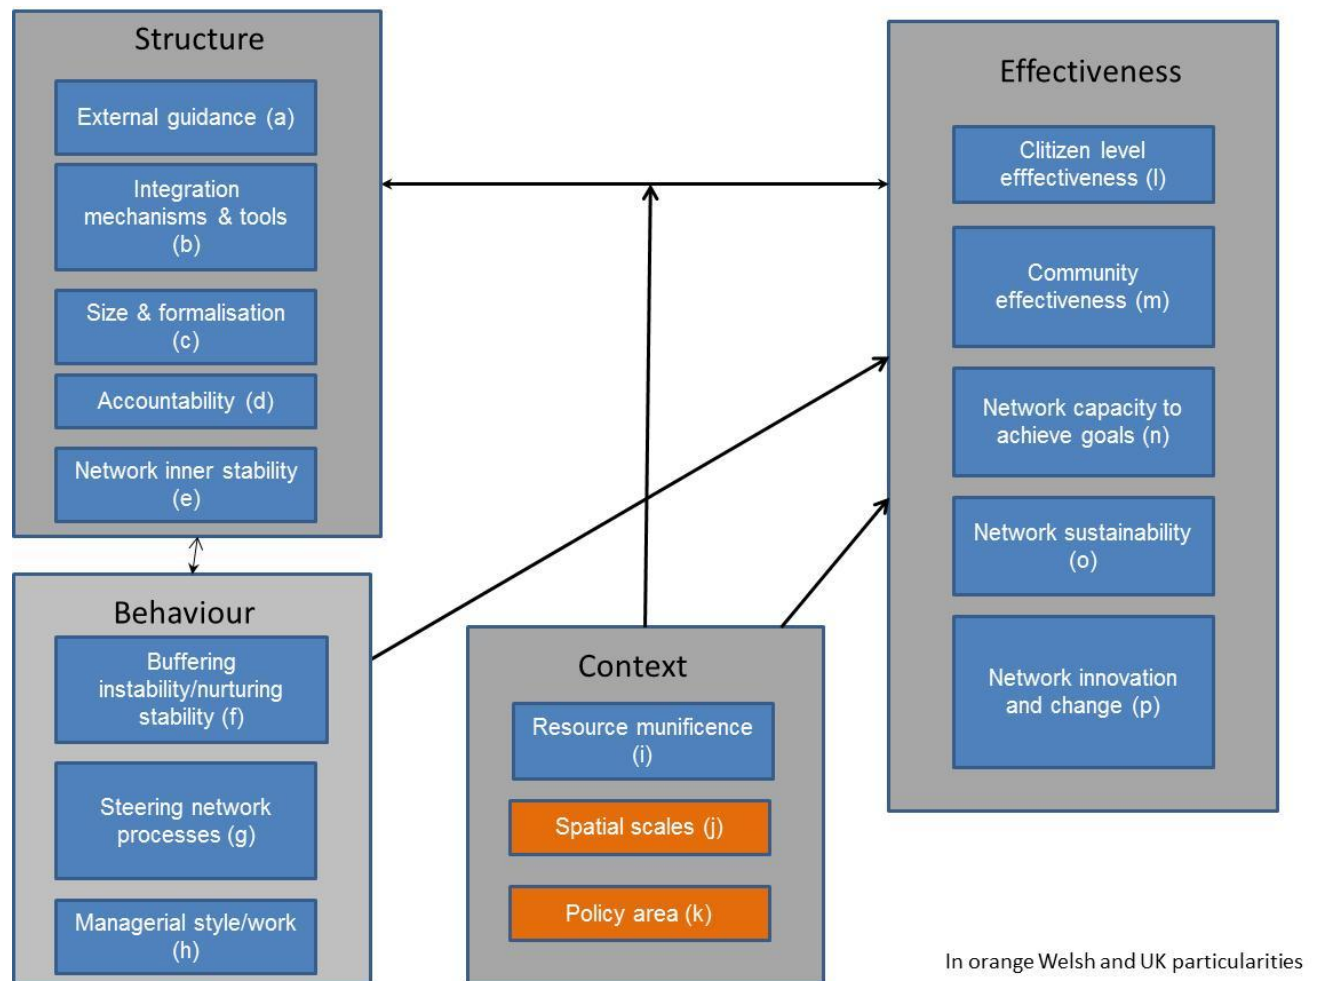 Structure
External guidance (a)
Integration
mechanisms & tools
(b)
Size & formalisation
(c)
Accountability (d)
Network inner stability
(e)
Behaviour
Buffering
instability/nurturing
stability (f)
Steering network
processes (g)
Managerial style/work
(h)
Context
Resource munificence
(i)
Spatial scales (j)
Policy area (k)
Effectiveness
Clitizen level
efffectiveness (l)
Community
effectiveness (m)
Network capacity to
achieve goals (n)
Network sustainability
(o)
Network innovation
and change (p)
In orange Welsh and UK particularities